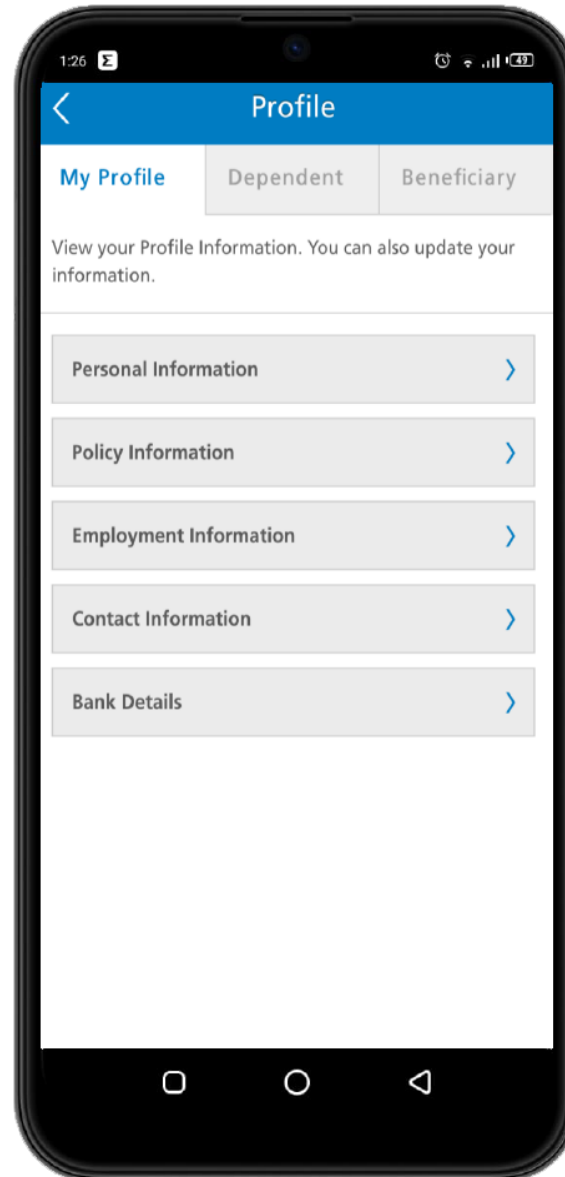 1:26 Σ 49
Profile
My Profile Dependent Beneficiary
View your Profile Information. You can also update your
information.
Personal Information
Policy Information
Employment Information
Contact Information
Bank Details